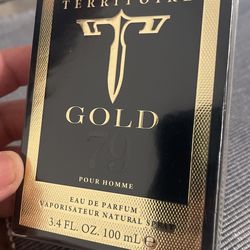 TERRITOIRE
GOLD
79
POUR HOMME
EAU DE PARFUM
VAPORISATEUR NATURAL SPRAY
3.4 FL. OZ. 100 mL e